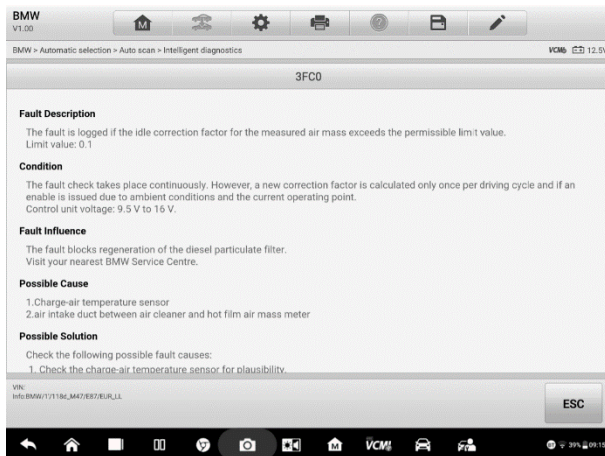 BMW
V1.00
M
BMW > Automatic selection > Auto scan > Intelligent diagnostics
VCMI 12.5V
3FC0
Fault Description
The fault is logged if the idle correction factor for the measured air mass exceeds the permissible limit value.
Limit value: 0.1
Condition
The fault check takes place continuously. However, a new correction factor is calculated only once per driving cycle and if an
enable is issued due to ambient conditions and the current operating point.
Control unit voltage: 9.5 V to 16 V.
Fault Influence
The fault blocks regeneration of the diesel particulate filter.
Visit your nearest BMW Service Centre.
Possible Cause
1.Charge-air temperature sensor
2.air intake duct between air cleaner and hot film air mass meter
Possible Solution
Check the following possible fault causes:
1. Check the charge-air temperature sensor for plausibility.
VIN:
Info:BMW/1'/118d_M47/E87/EUR_LL
ESC
M
VCMI
39%
09:15